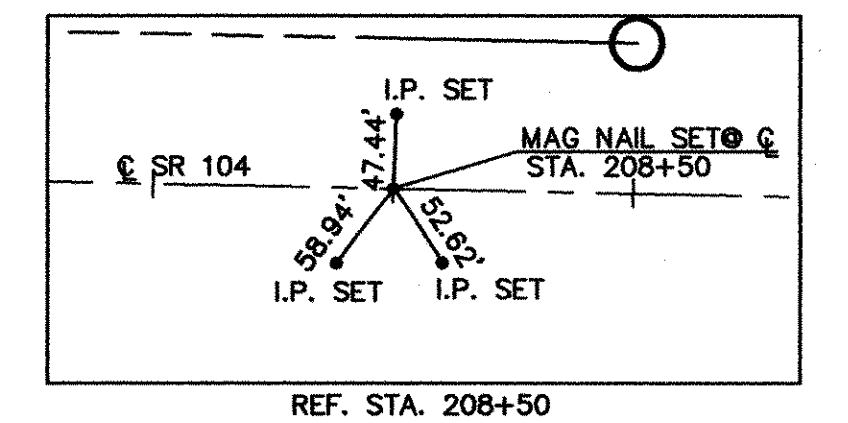 I.P. SET
47.44'
MAG NAIL SET@ ℄
STA. 208+50
℄ SR 104
58.94'
52.62'
I.P. SET
I.P. SET
REF. STA. 208+50